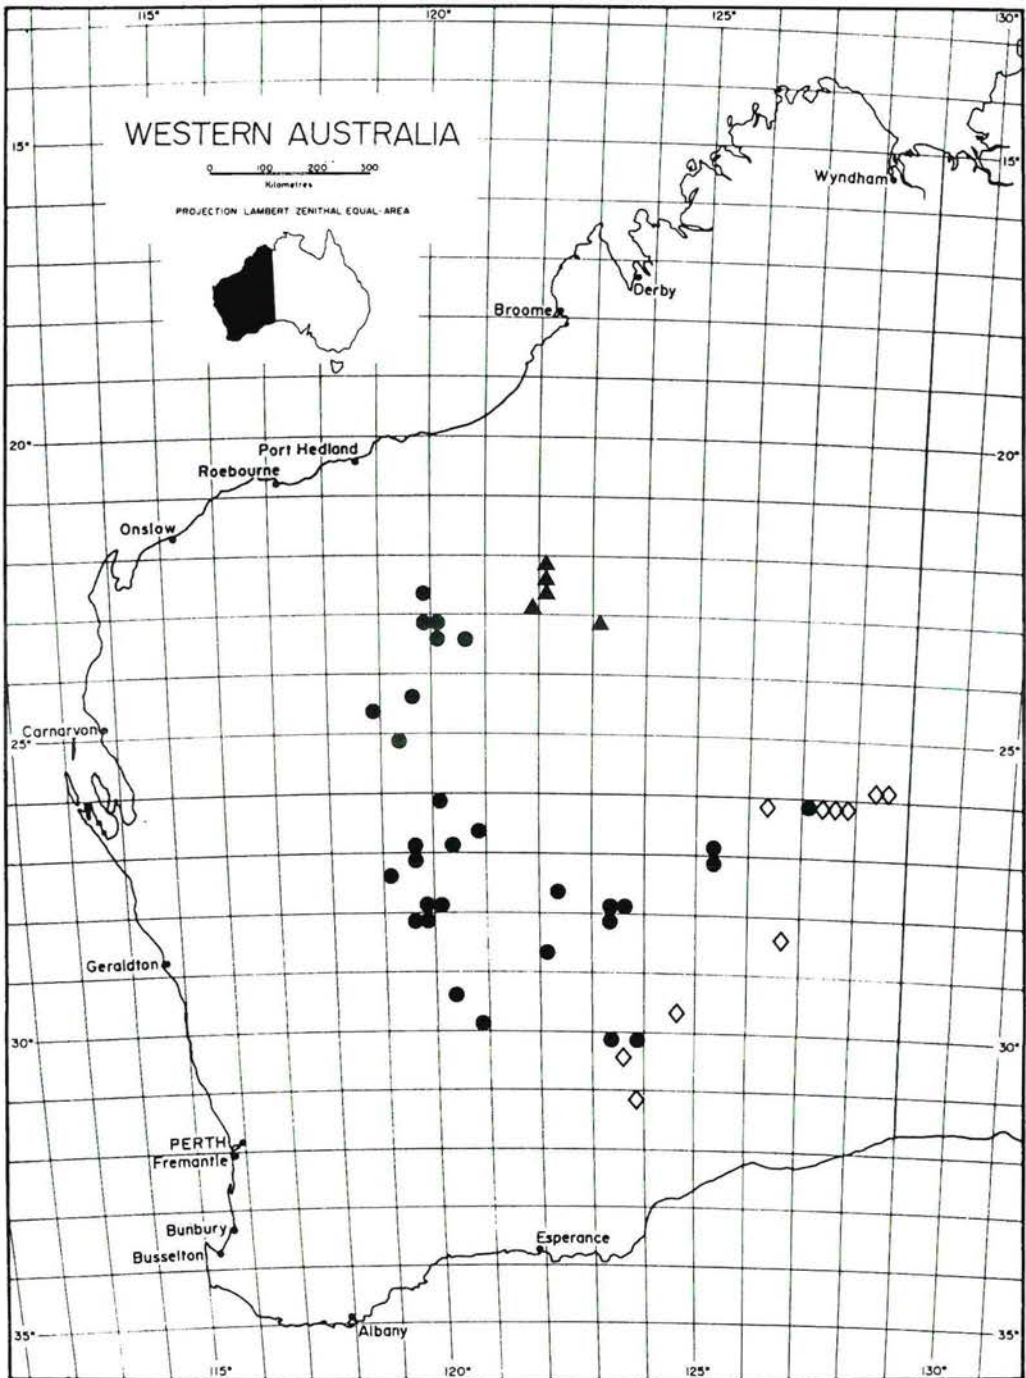 115° 120° 125° 130°
WESTERN AUSTRALIA
0 100 200 300
Kilometres
PROJECTION LAMBERT ZENITHAL EQUAL-AREA
15° 15°
Wyndham
Derby
Broome
20° 20°
Port Hedland
Roebourne
Onslow
Carnarvon
25° 25°
Geraldton
30° 30°
PERTH
Fremantle
Bunbury
Busselton
Esperance
Albany
35° 35°
115° 120° 125° 130°